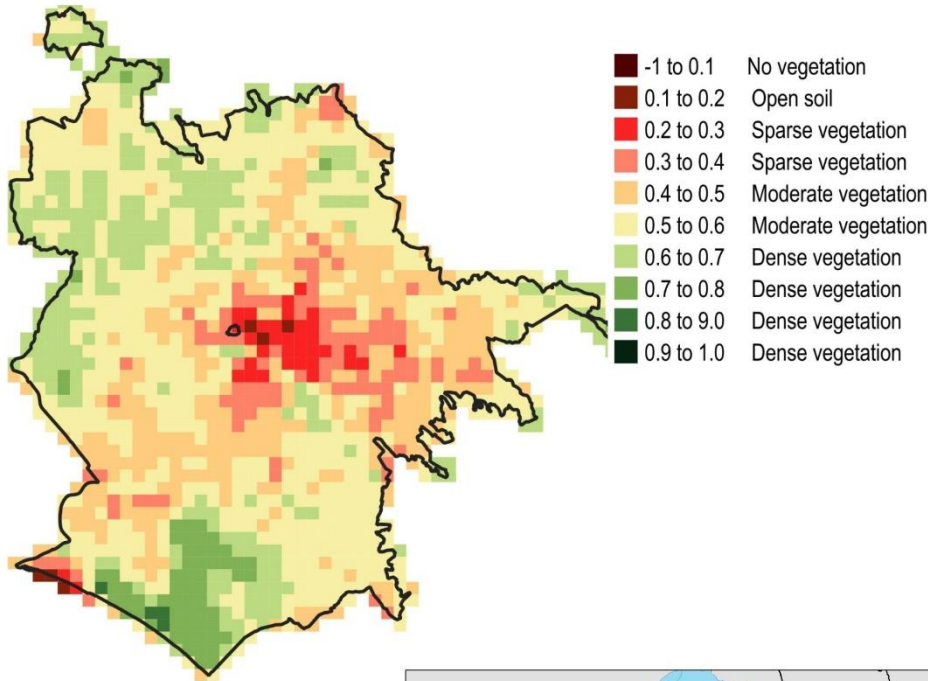 -1 to 0.1 No vegetation
0.1 to 0.2 Open soil
0.2 to 0.3 Sparse vegetation
0.3 to 0.4 Sparse vegetation
0.4 to 0.5 Moderate vegetation
0.5 to 0.6 Moderate vegetation
0.6 to 0.7 Dense vegetation
0.7 to 0.8 Dense vegetation
0.8 to 9.0 Dense vegetation
0.9 to 1.0 Dense vegetation